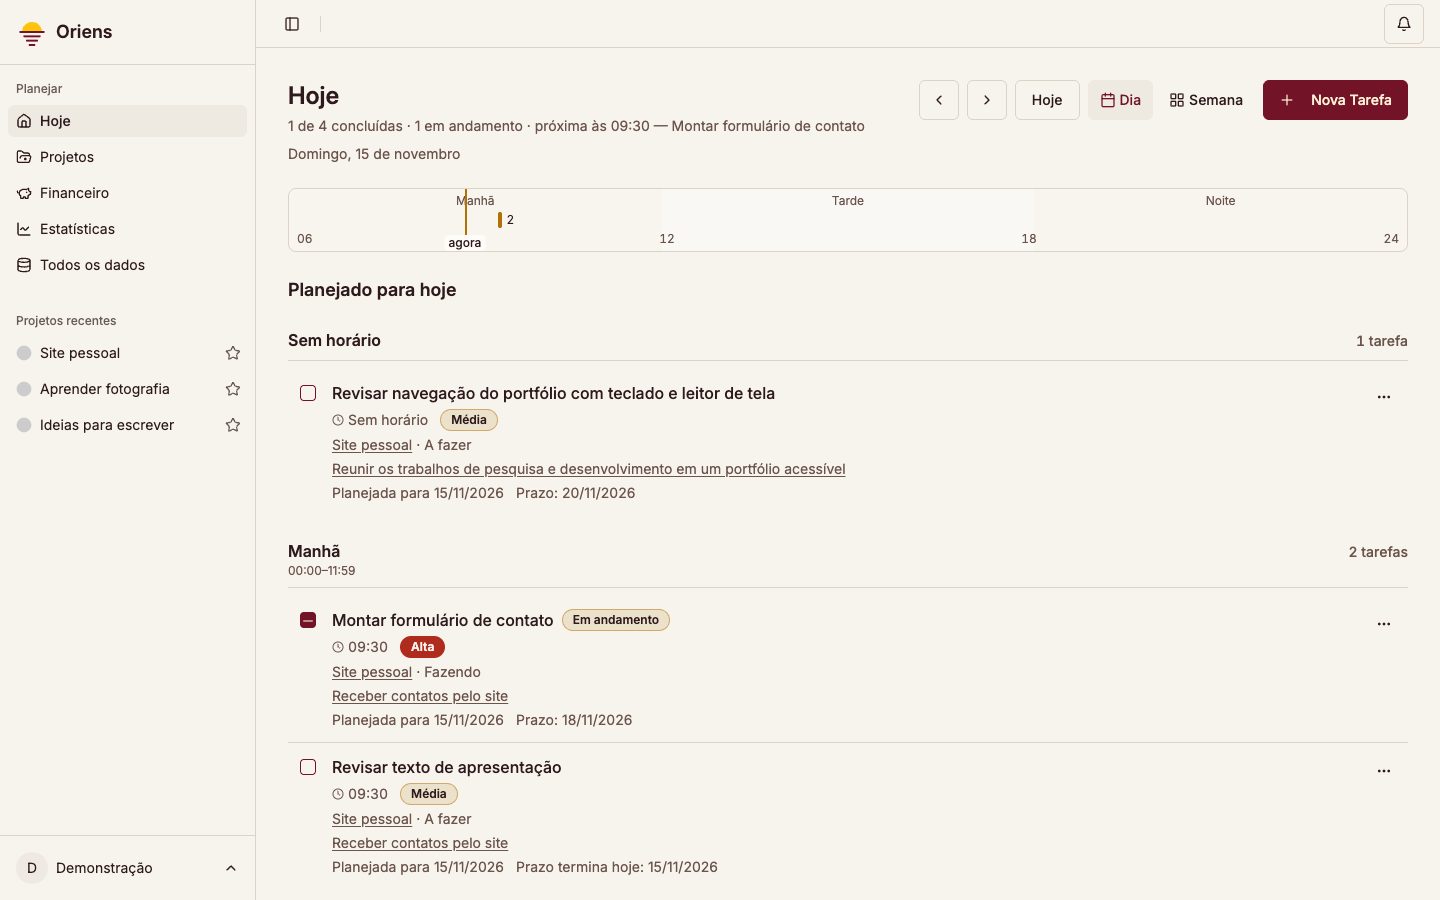 Oriens
Planejar
Hoje
Projetos
Financeiro
Estatísticas
Todos os dados
Projetos recentes
Site pessoal
Aprender fotografia
Ideias para escrever
D Demonstração
Hoje
1 de 4 concluídas · 1 em andamento · próxima às 09:30 — Montar formulário de contato
Domingo, 15 de novembro
Hoje Dia Semana Nova Tarefa
Manhã Tarde Noite
2
06 agora 12 18 24
Planejado para hoje
Sem horário 1 tarefa
Revisar navegação do portfólio com teclado e leitor de tela
Sem horário Média
Site pessoal · A fazer
Reunir os trabalhos de pesquisa e desenvolvimento em um portfólio acessível
Planejada para 15/11/2026 Prazo: 20/11/2026
Manhã 2 tarefas
00:00–11:59
Montar formulário de contato Em andamento
09:30 Alta
Site pessoal · Fazendo
Receber contatos pelo site
Planejada para 15/11/2026 Prazo: 18/11/2026
Revisar texto de apresentação
09:30 Média
Site pessoal · A fazer
Receber contatos pelo site
Planejada para 15/11/2026 Prazo termina hoje: 15/11/2026